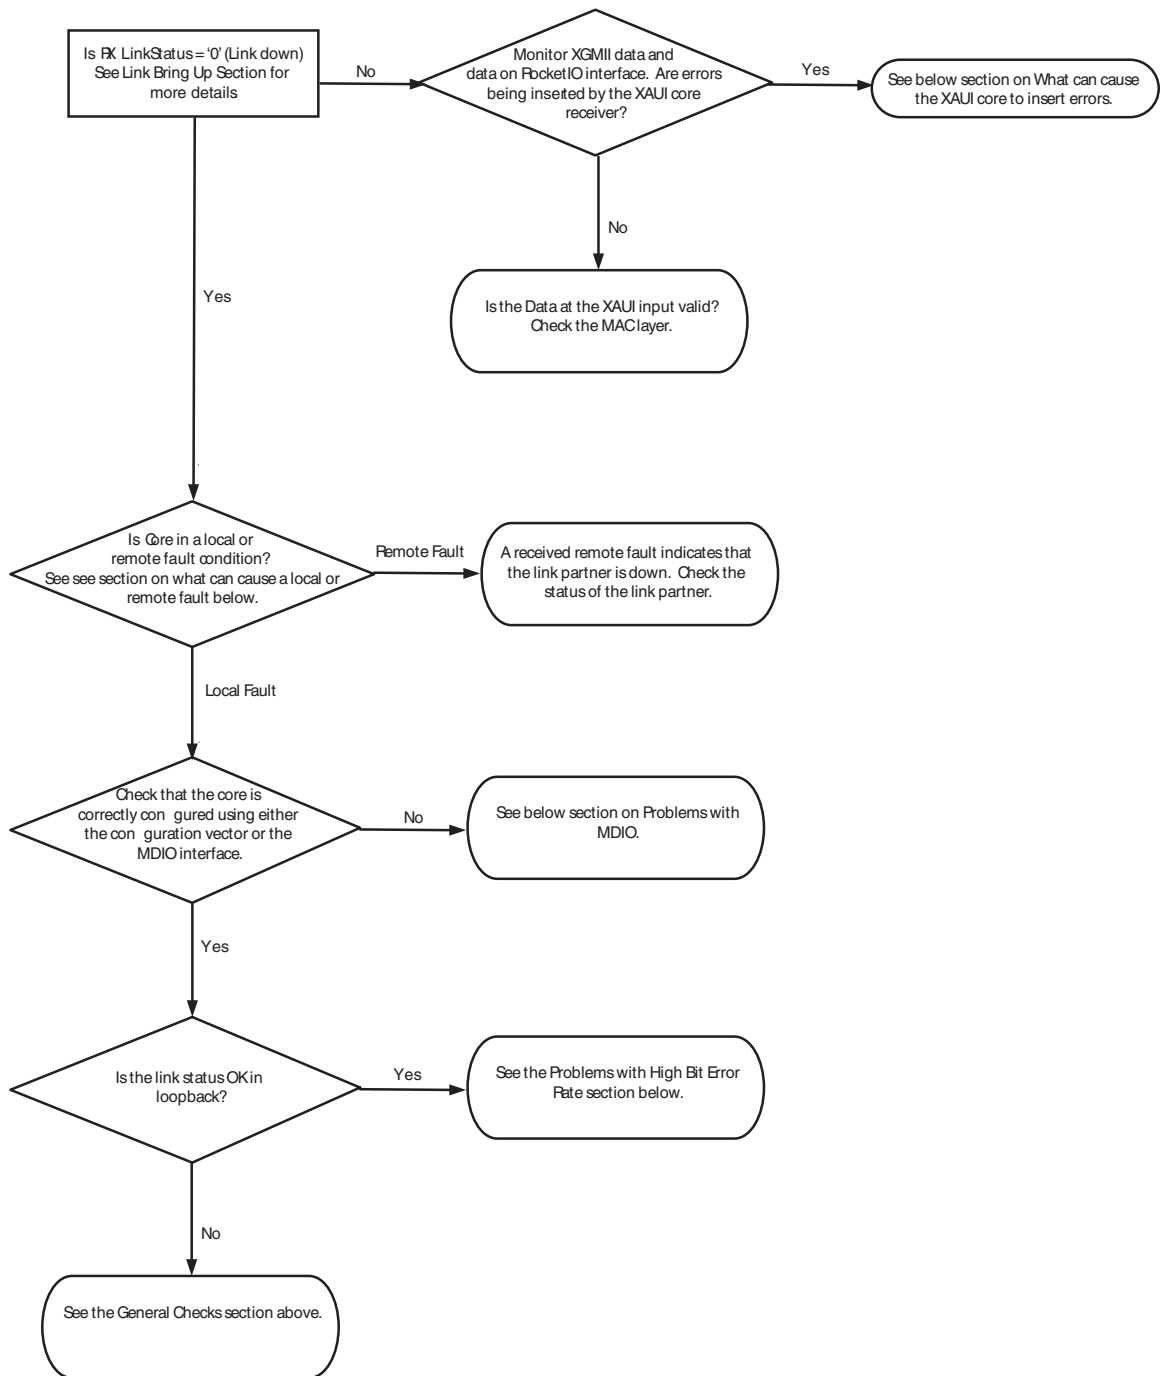 Is RX LinkStatus = ‘0’ (Link down)
See Link Bring Up Section for
more details
No
Monitor XGMII data and
data on RocketIO interface. Are errors
being inserted by the XAUI core
receiver?
Yes
See below section on What can cause
the XAUI core to insert errors.
No
Is the Data at the XAUI input valid?
Check the MAC layer.
Yes
Is Core in a local or
remote fault condition?
See see section on what can cause a local or
remote fault below.
Remote Fault
A received remote fault indicates that
the link partner is down. Check the
status of the link partner.
Local Fault
Check that the core is
correctly con gured using either
the con guration vector or the
MDIO interface.
No
See below section on Problems with
MDIO.
Yes
Is the link status OK in
loopback?
Yes
See the Problems with High Bit Error
Rate section below.
No
See the General Checks section above.